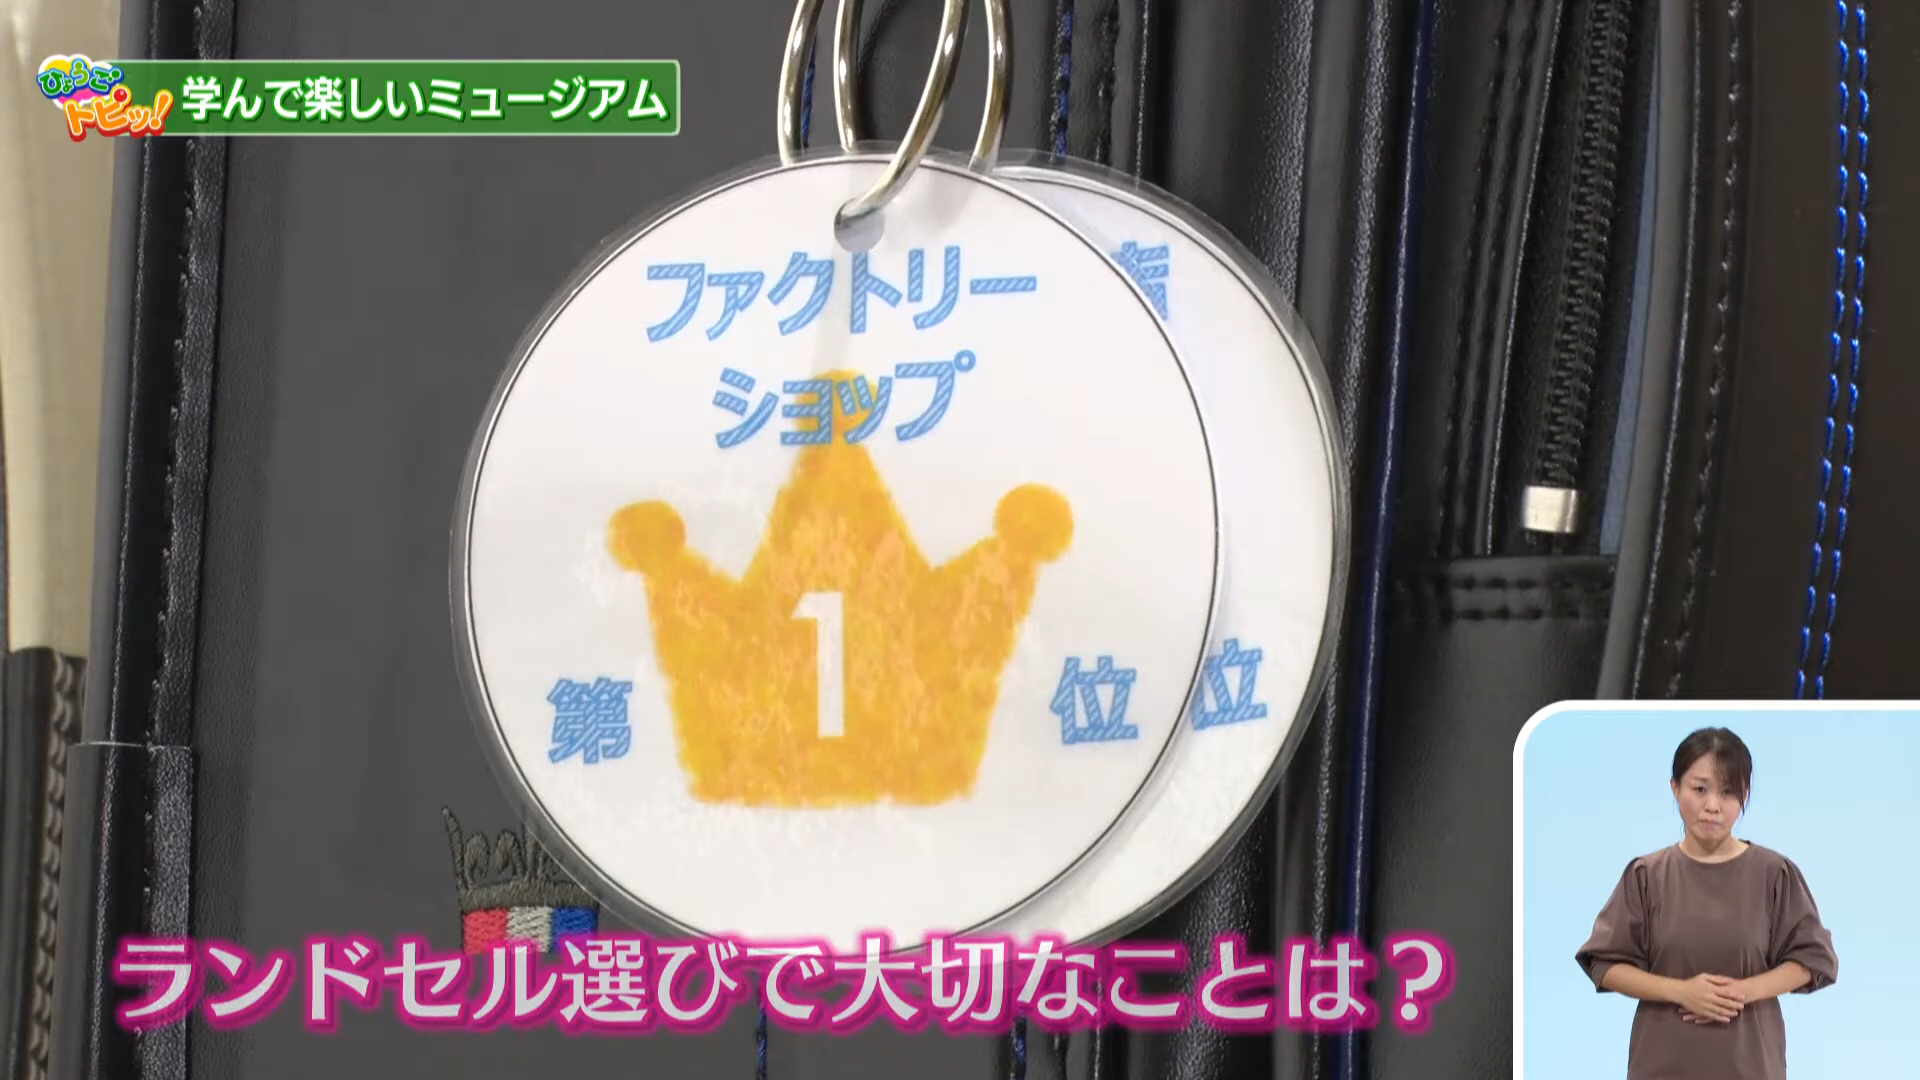 ひょうご
トピッ!
学んで楽しいミュージアム
ファクトリー
ショップ
第1位
位
ランドセル選びで大切なことは?